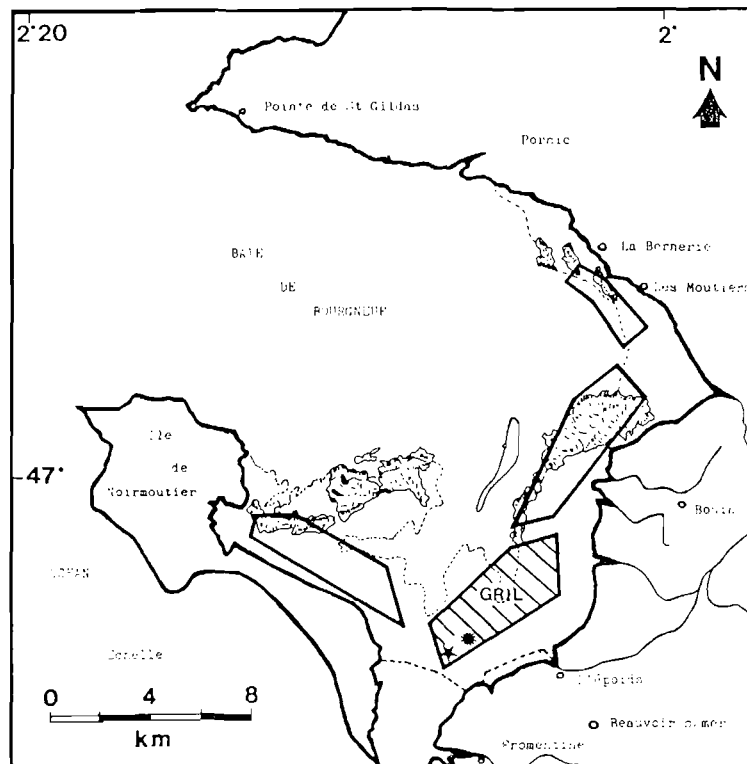 2°20
2°
N
Pointe de St Gildas
Pornic
La Bernerie
Les Moutiers
BAIE
DE
BOURGNEUF
Ile
de
Noirmoutier
47°
Bouin
GRIL
0 4 8
km
Beauvoir s.mer
Fromentine